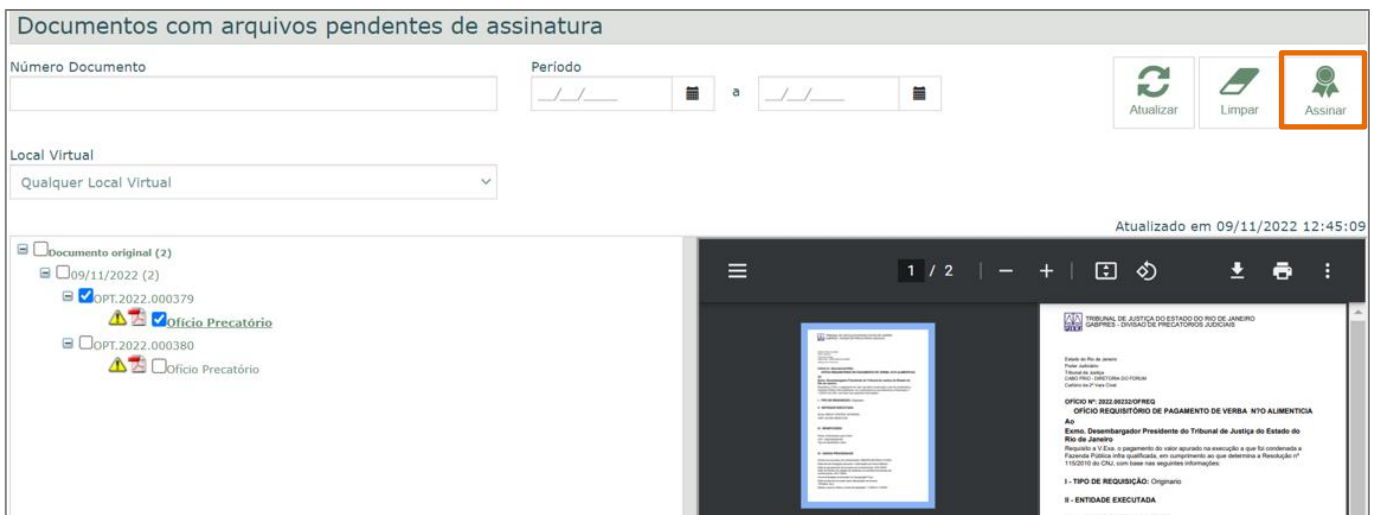 Documentos com arquivos pendentes de assinatura
Número Documento
Período
__/__/____ a __/__/____
Atualizar Limpar Assinar
Local Virtual
Qualquer Local Virtual
Atualizado em 09/11/2022 12:45:09
Documento original (2)
09/11/2022 (2)
OPT.2022.000379
Ofício Precatório
OPT.2022.000380
Ofício Precatório
1 / 2
TRIBUNAL DE JUSTIÇA DO ESTADO DO RIO DE JANEIRO
GABPRES - DIVISAO DE PRECATORIOS JUDICIAIS
Estado do Rio de Janeiro
Poder Judiciário
Tribunal de Justiça
CABO FRIO - DIRETORIA DO FORUM
Cartório da 2ª Vara Cível
OFÍCIO Nº: 2022.00232/OFREQ
OFÍCIO REQUISITÓRIO DE PAGAMENTO DE VERBA N?O ALIMENTICIA
Ao
Exmo. Desembargador Presidente do Tribunal de Justiça do Estado do
Rio de Janeiro
Requisito a V.Exa. o pagamento do valor apurado na execução a que foi condenada a
Fazenda Pública infra qualificada, em cumprimento ao que determina a Resolução nº
115/2010 do CNJ, com base nas seguintes informações:
I - TIPO DE REQUISIÇÃO: Originario
II - ENTIDADE EXECUTADA